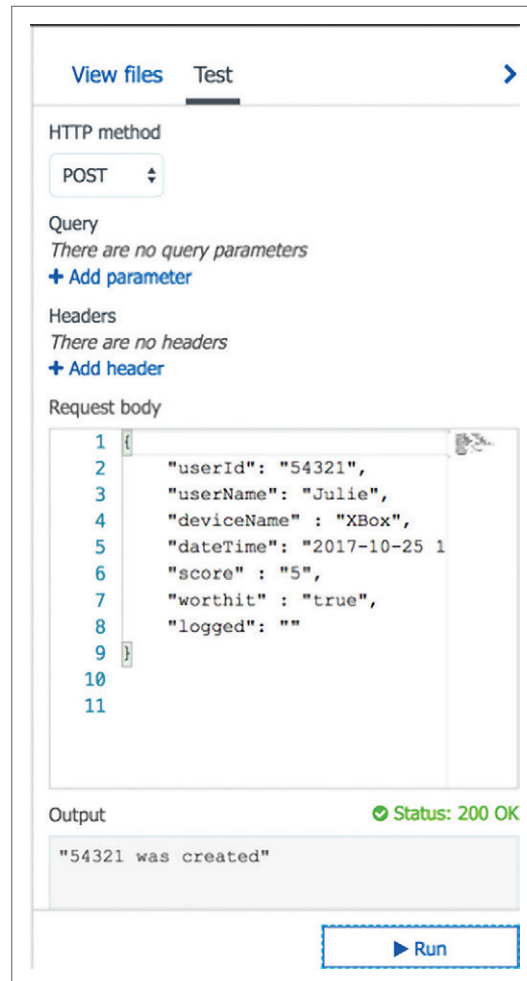 View files Test
HTTP method
POST
Query
There are no query parameters
+ Add parameter
Headers
There are no headers
+ Add header
Request body
1 {
2 "userId": "54321",
3 "userName": "Julie",
4 "deviceName" : "XBox",
5 "dateTime": "2017-10-25 1
6 "score" : "5",
7 "worthit" : "true",
8 "logged": ""
9 }
10
11
Output Status: 200 OK
"54321 was created"
Run